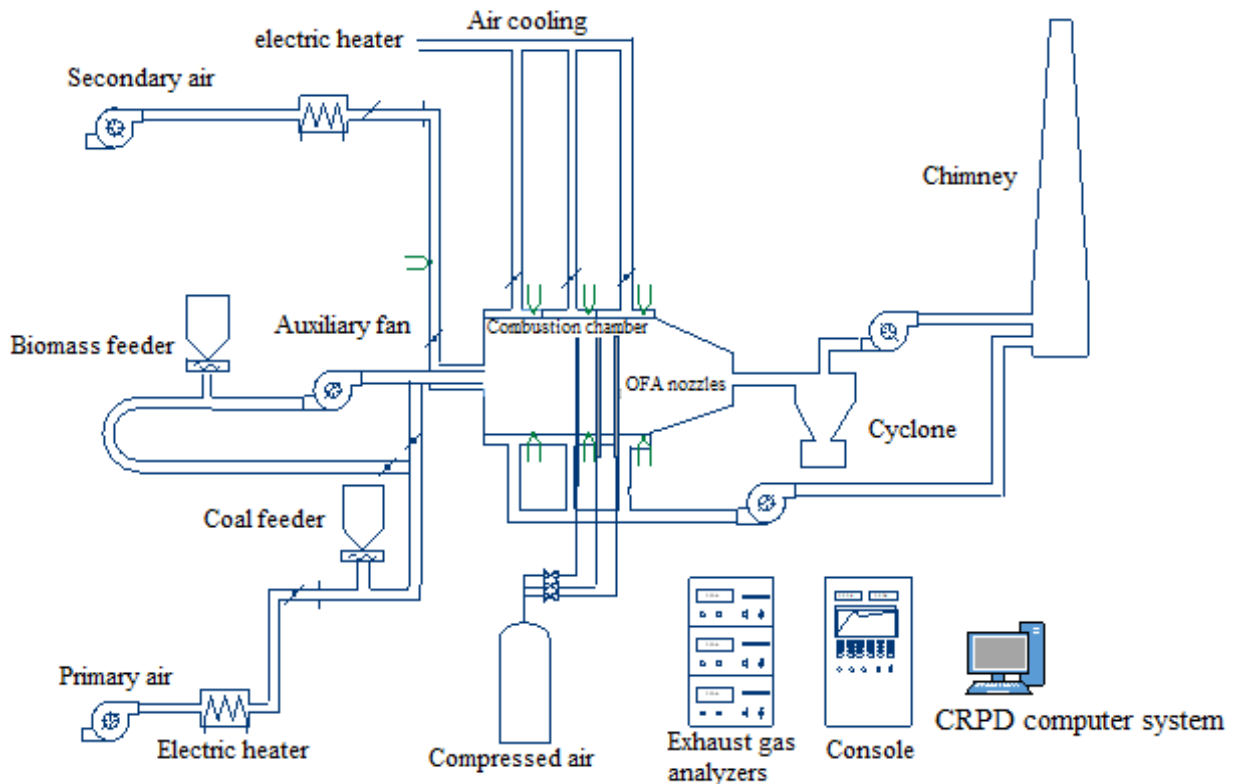 Air cooling
electric heater
Secondary air
Chimney
Auxiliary fan
Combustion chamber
Biomass feeder
OFA nozzles
Cyclone
Coal feeder
Primary air
Electric heater
Compressed air
Exhaust gas
analyzers
Console
CRPD computer system